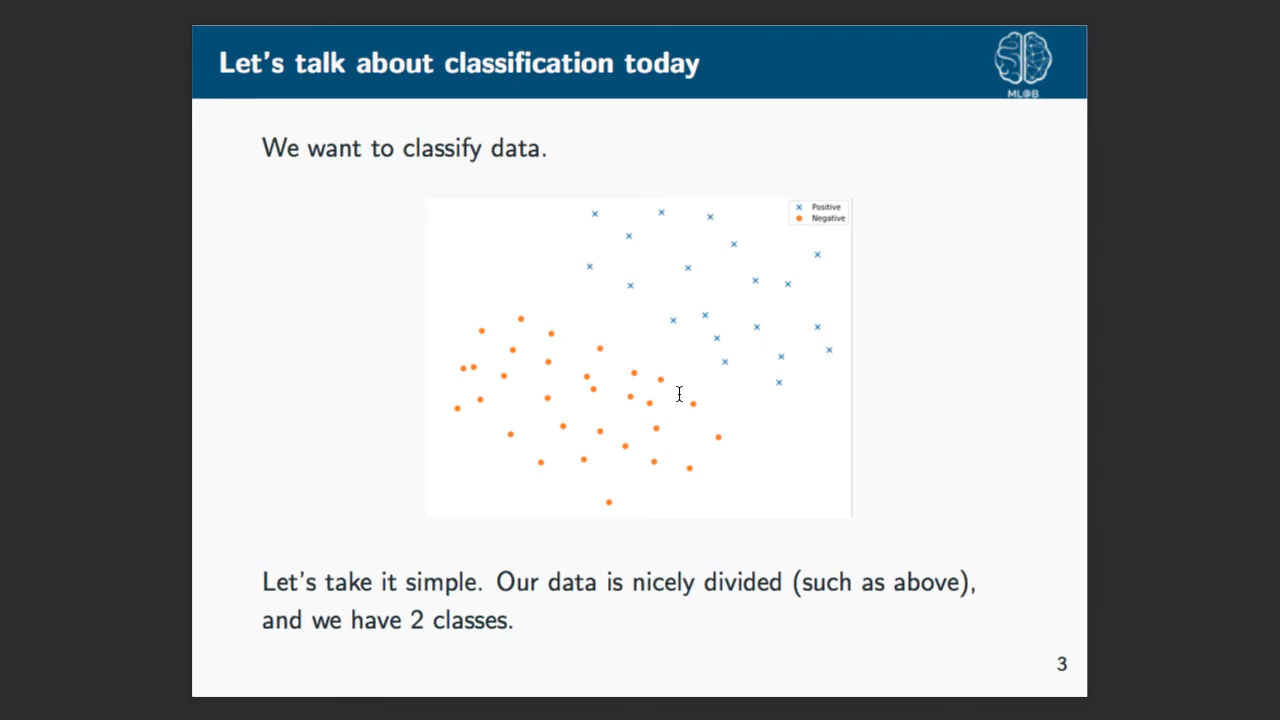 Let's talk about classification today
ML@B
We want to classify data.
Positive
Negative
Let's take it simple. Our data is nicely divided (such as above),
and we have 2 classes.
3